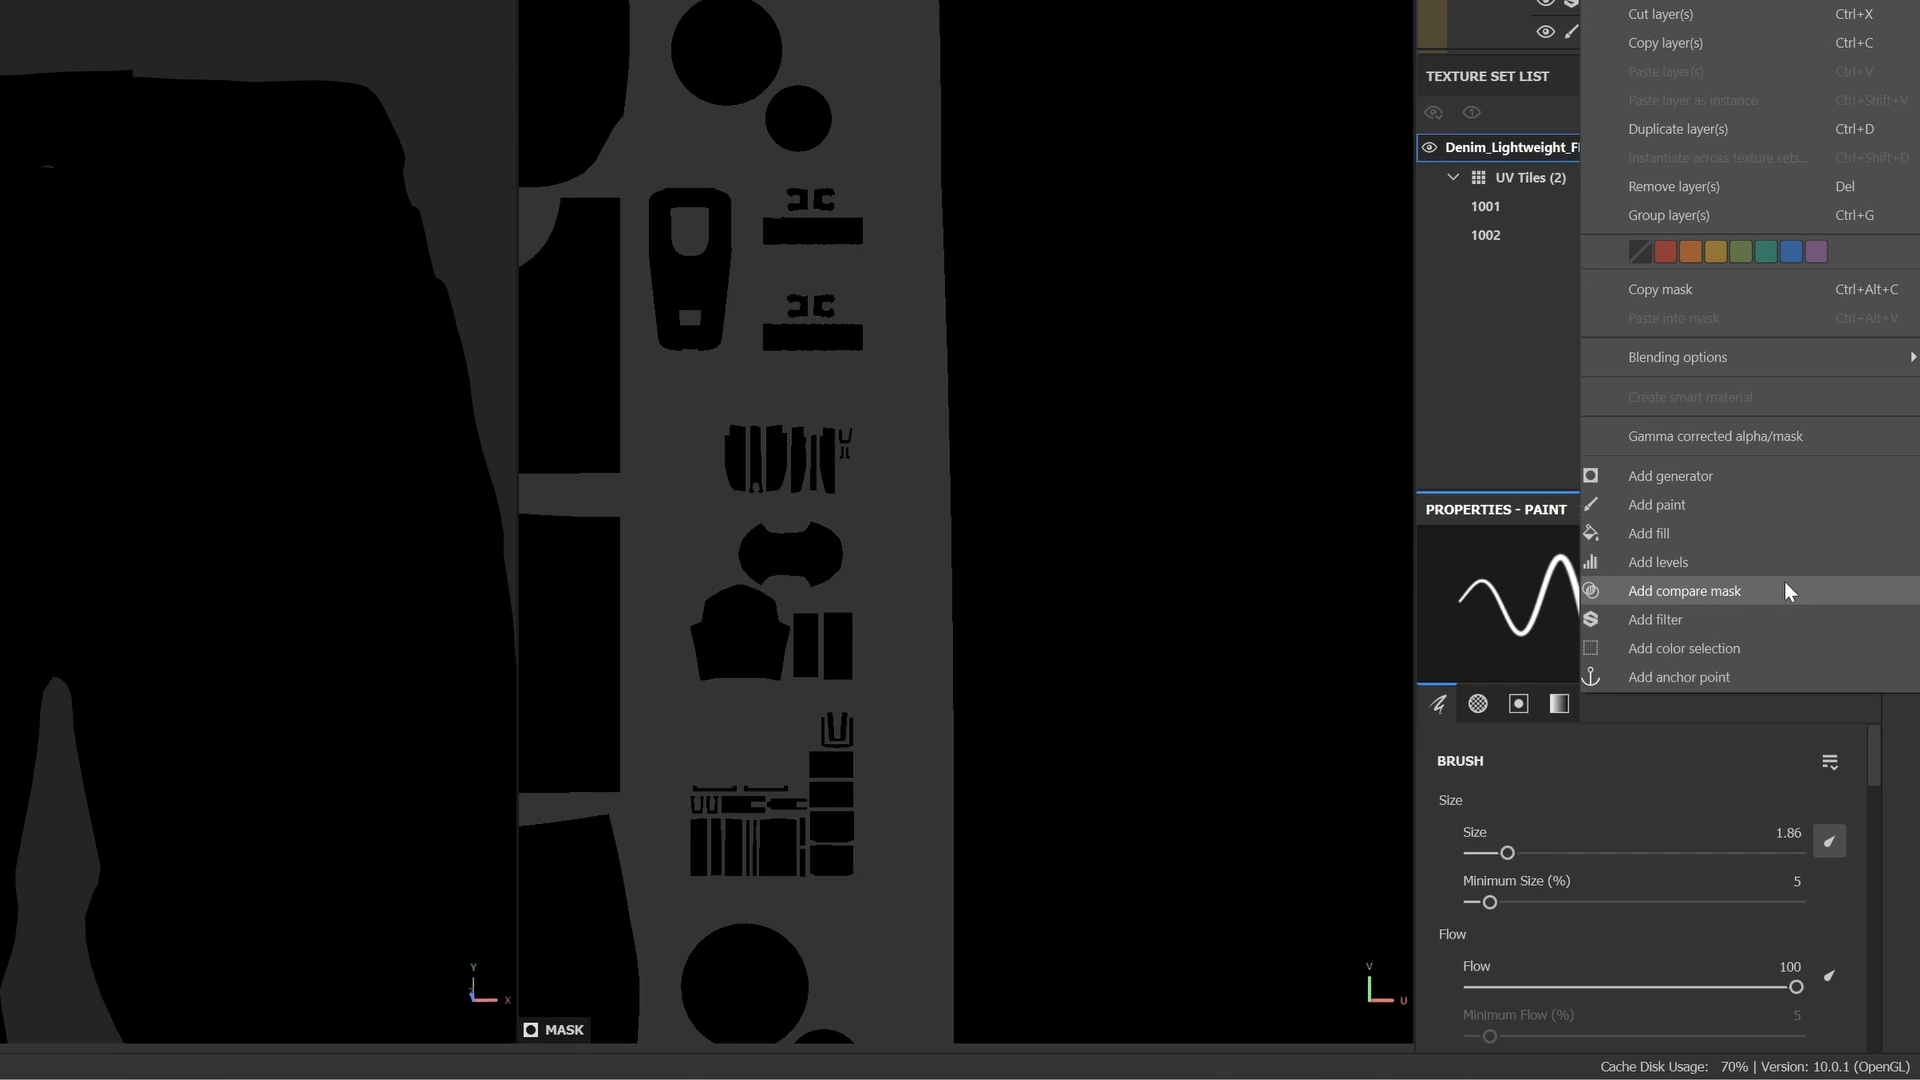 Cut layer(s) Ctrl+X
Copy layer(s) Ctrl+C
Paste layer(s) Ctrl+V
Paste layer as instance Ctrl+Shift+V
Duplicate layer(s) Ctrl+D
Instantiate across texture sets... Ctrl+Shift+D
Remove layer(s) Del
Group layer(s) Ctrl+G
Copy mask Ctrl+Alt+C
Paste into mask Ctrl+Alt+V
Blending options
Create smart material
Gamma corrected alpha/mask
Add generator
Add paint
Add fill
Add levels
Add compare mask
Add filter
Add color selection
Add anchor point
TEXTURE SET LIST
Denim_Lightweight_F
UV Tiles (2)
1001
1002
PROPERTIES - PAINT
BRUSH
Size
Size 1.86
Minimum Size (%) 5
Flow
Flow 100
Minimum Flow (%) 5
Y
Z
X
V
U
MASK
Cache Disk Usage: 70% | Version: 10.0.1 (OpenGL)